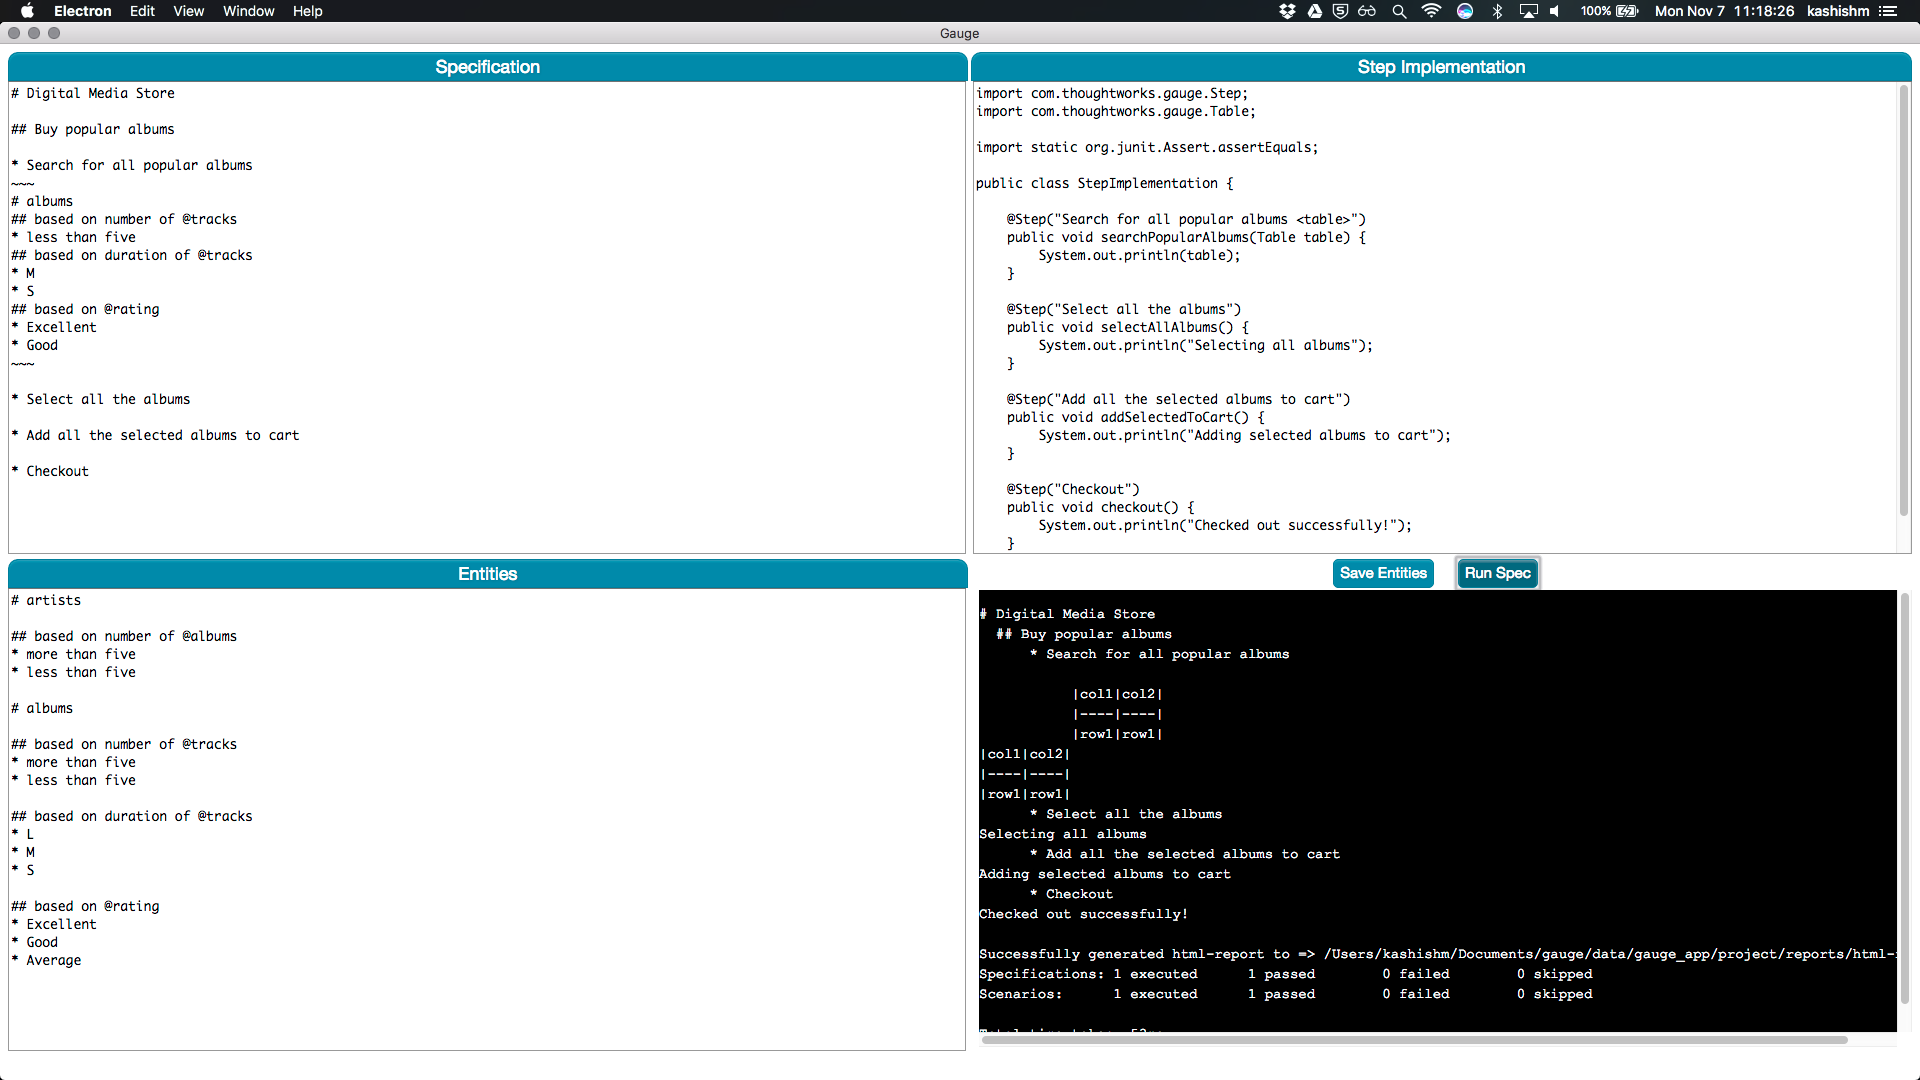 Electron Edit View Window Help 100% Mon Nov 7 11:18:26 kashishm
Gauge
Specification
# Digital Media Store
## Buy popular albums
* Search for all popular albums
~~~
# albums
## based on number of @tracks
* less than five
## based on duration of @tracks
* M
* S
## based on @rating
* Excellent
* Good
~~~
* Select all the albums
* Add all the selected albums to cart
* Checkout
Step Implementation
import com.thoughtworks.gauge.Step;
import com.thoughtworks.gauge.Table;
import static org.junit.Assert.assertEquals;
public class StepImplementation {
@Step("Search for all popular albums <table>")
public void searchPopularAlbums(Table table) {
System.out.println(table);
}
@Step("Select all the albums")
public void selectAllAlbums() {
System.out.println("Selecting all albums");
}
@Step("Add all the selected albums to cart")
public void addSelectedToCart() {
System.out.println("Adding selected albums to cart");
}
@Step("Checkout")
public void checkout() {
System.out.println("Checked out successfully!");
}
Entities
# artists
## based on number of @albums
* more than five
* less than five
# albums
## based on number of @tracks
* more than five
* less than five
## based on duration of @tracks
* L
* M
* S
## based on @rating
* Excellent
* Good
* Average
Save Entities Run Spec
# Digital Media Store
## Buy popular albums
* Search for all popular albums
|col1|col2|
|----|----|
|row1|row1|
|col1|col2|
|----|----|
|row1|row1|
* Select all the albums
Selecting all albums
* Add all the selected albums to cart
Adding selected albums to cart
* Checkout
Checked out successfully!
Successfully generated html-report to => /Users/kashishm/Documents/gauge/data/gauge_app/project/reports/html-
Specifications: 1 executed 1 passed 0 failed 0 skipped
Scenarios: 1 executed 1 passed 0 failed 0 skipped